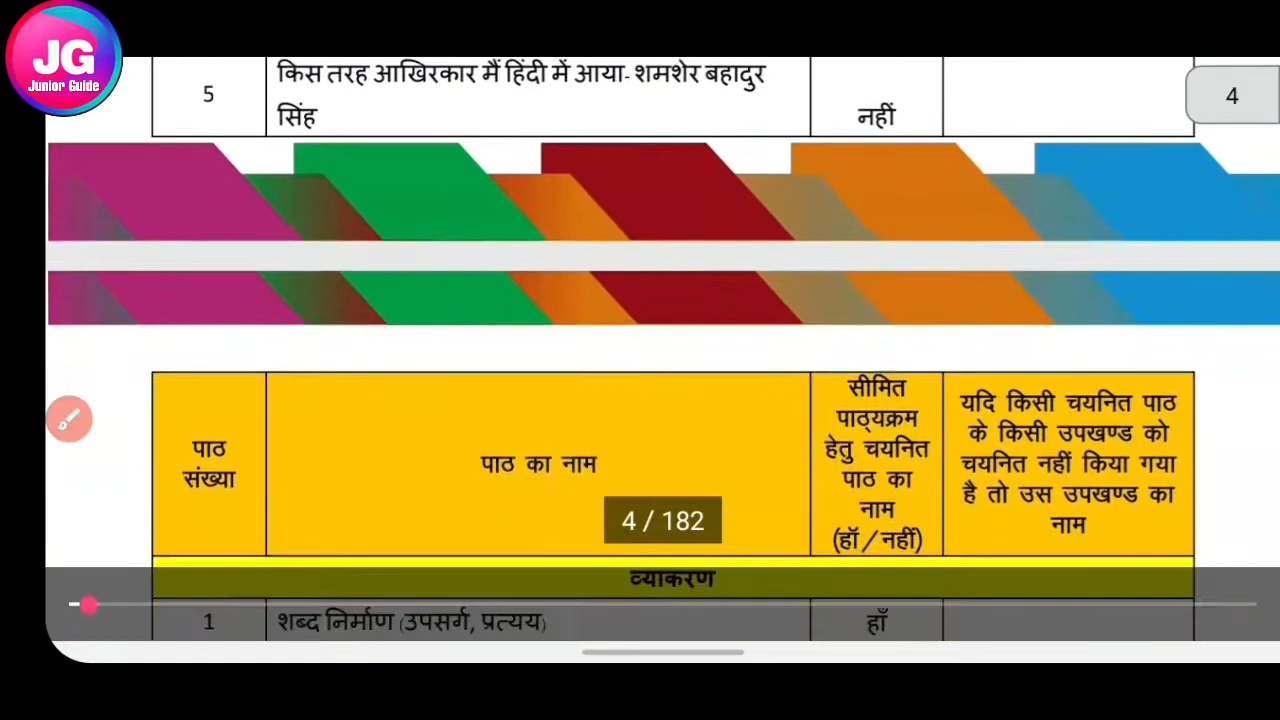 JG
Junior Guide
5
किस तरह आखिरकार मैं हिंदी में आया- शमशेर बहादुर
सिंह
नहीं
4
पाठ
संख्या
पाठ का नाम
सीमित
पाठ्यक्रम
हेतु चयनित
पाठ का
नाम
(हॉ / नहीं)
यदि किसी चयनित पाठ
के किसी उपखण्ड को
चयनित नहीं किया गया
है तो उस उपखण्ड का
नाम
4 / 182
व्याकरण
1
शब्द निर्माण (उपसर्ग, प्रत्यय)
हाँ